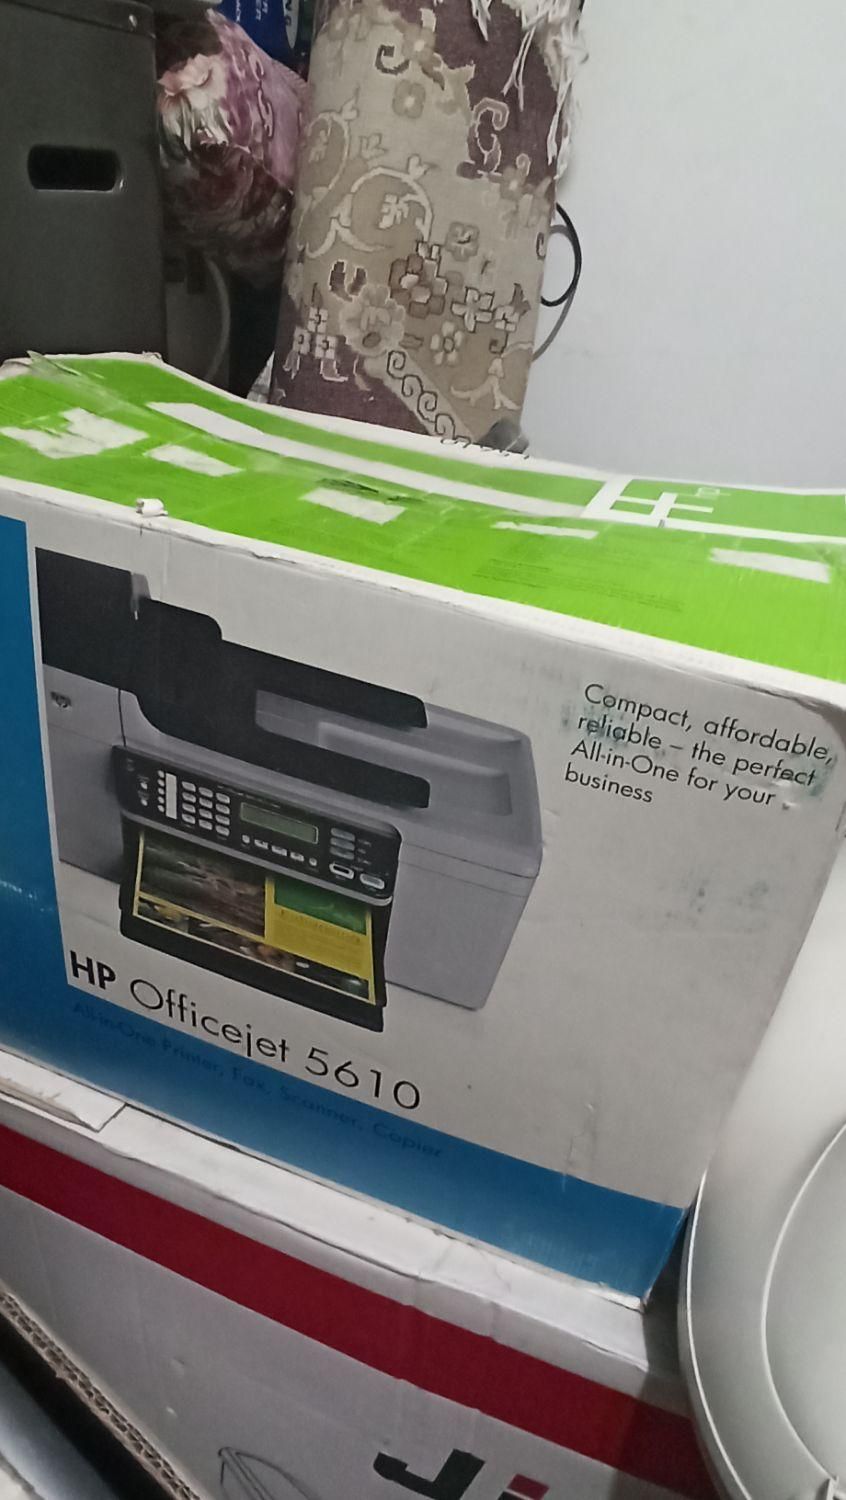 Compact, affordable,
reliable – the perfect
All-in-One for your
business
HP Officejet 5610
All-in-One Printer, Fax, Scanner, Copier